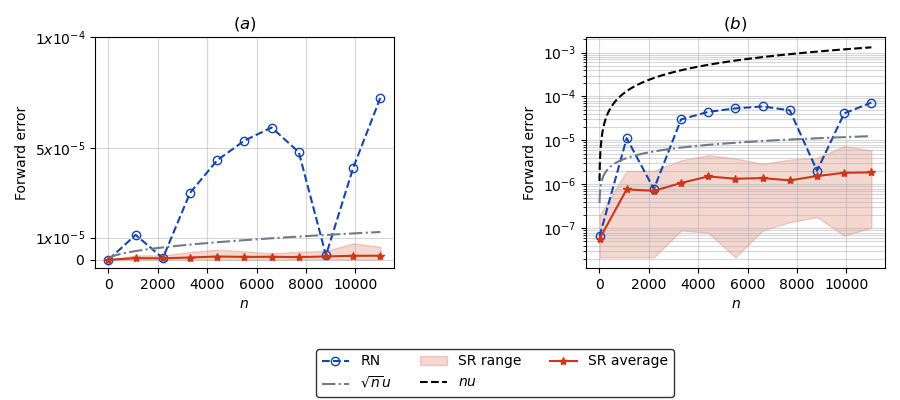 (a)
1x10⁻⁴
5x10⁻⁵
1x10⁻⁵
0
Forward error
0 2000 4000 6000 8000 10000
n
(b)
10⁻³
10⁻⁴
10⁻⁵
10⁻⁶
10⁻⁷
Forward error
0 2000 4000 6000 8000 10000
n
RN SR range SR average
√n u nu